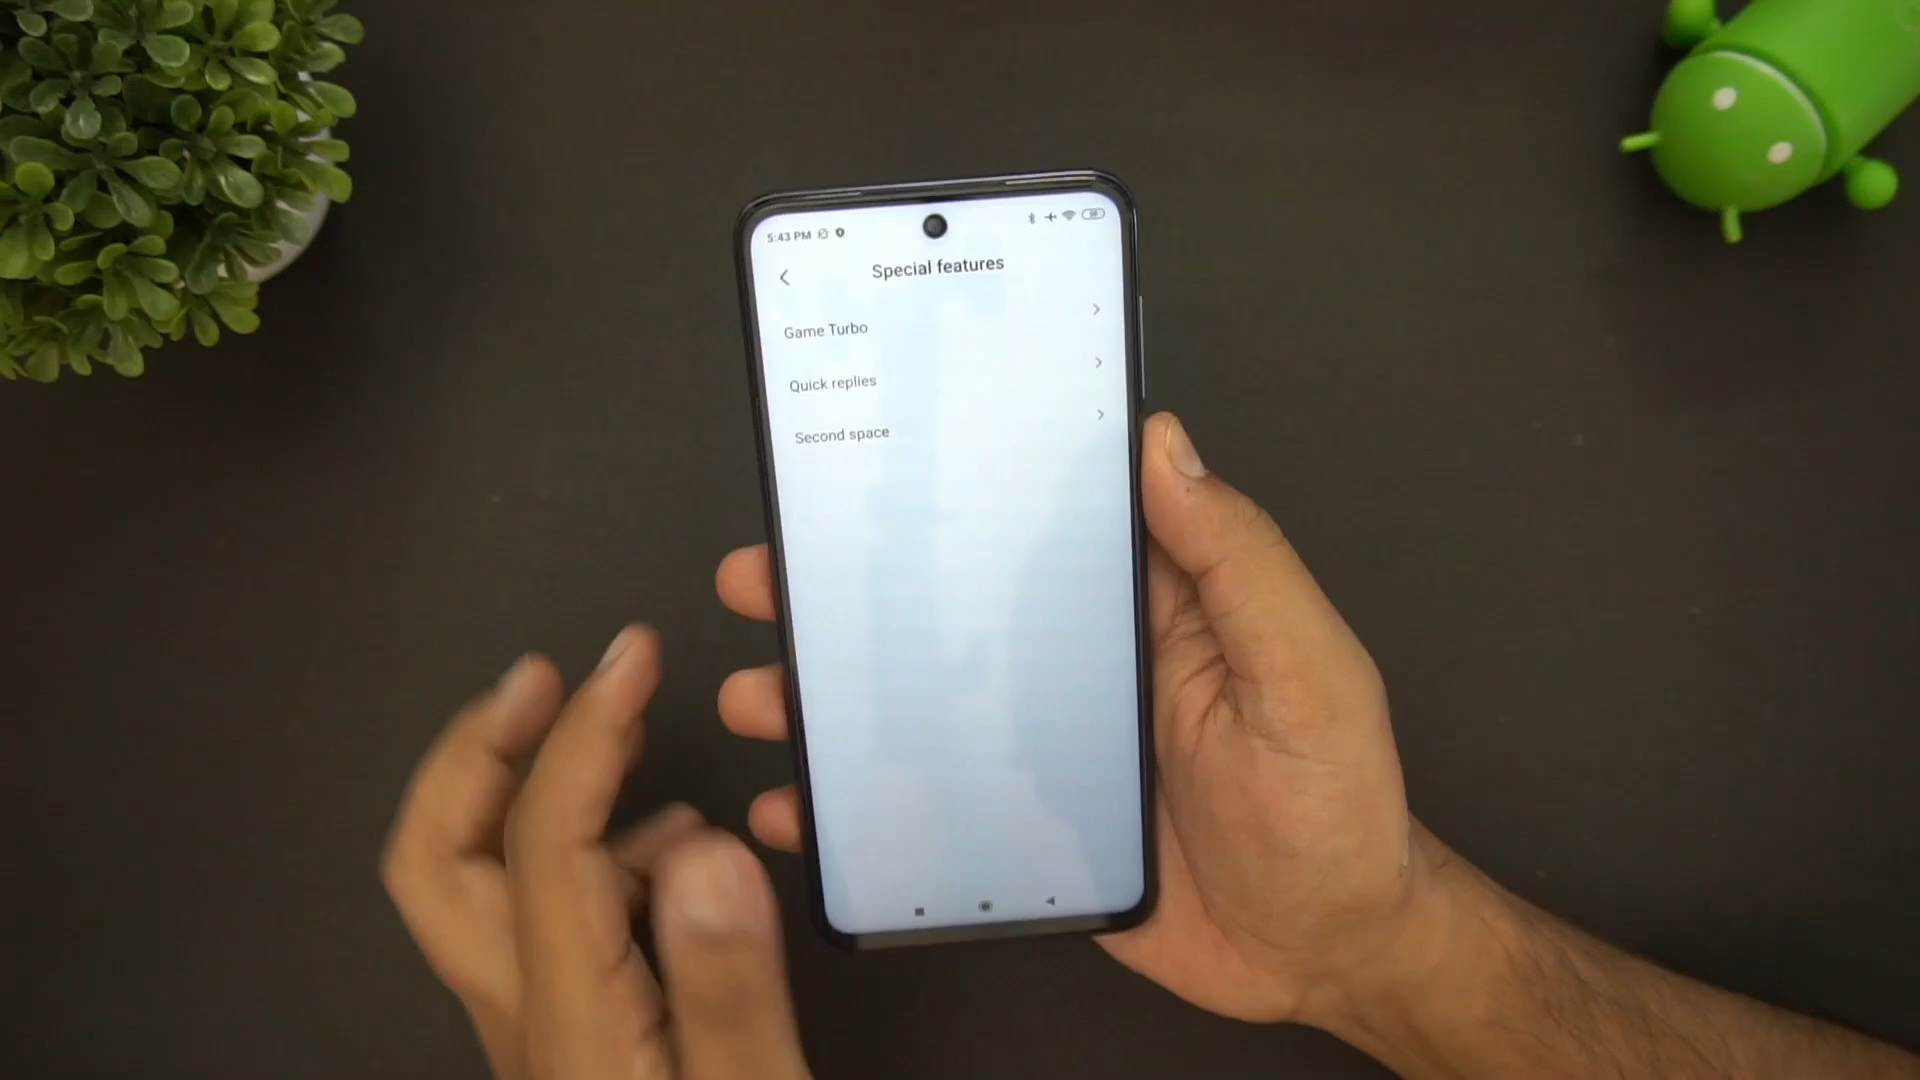 5:43 PM
Special features
Game Turbo
Quick replies
Second space